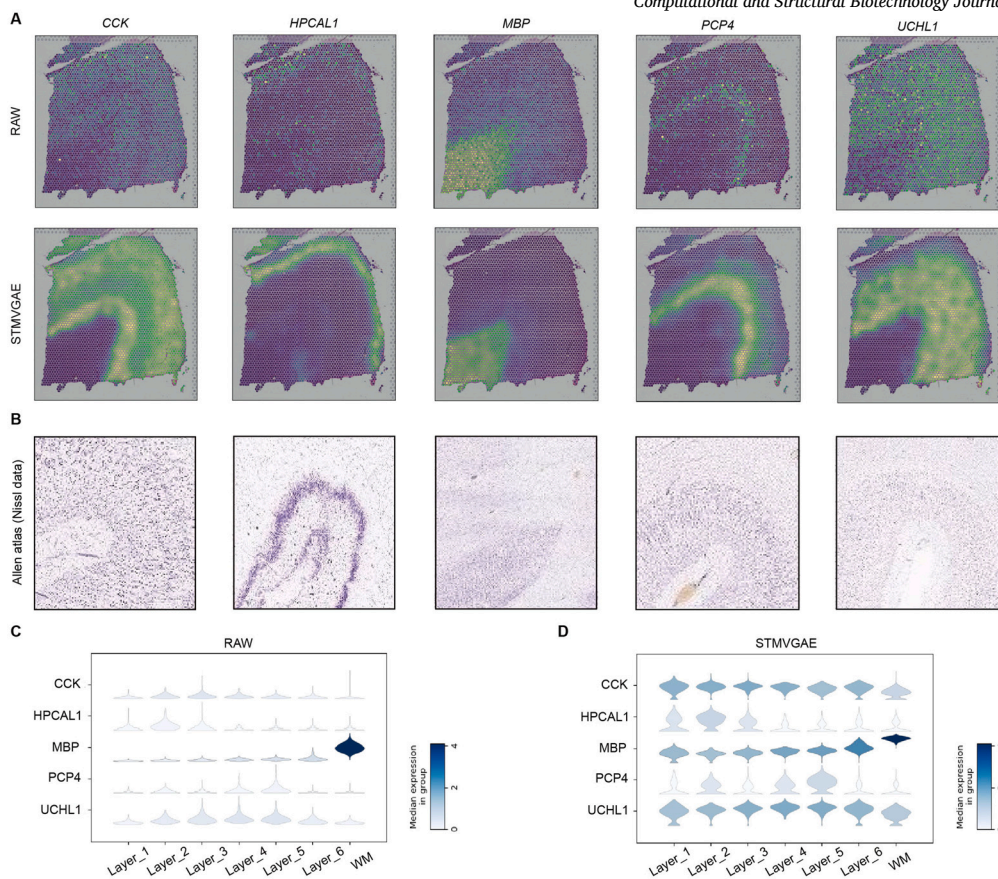 Computational and Structural Biotechnology Journ
A
CCK
HPCAL1
MBP
PCP4
UCHL1
RAW
STMVGAE
B
Allen atlas (Nissl data)
C
RAW
CCK
HPCAL1
MBP
PCP4
UCHL1
Layer_1
Layer_2
Layer_3
Layer_4
Layer_5
Layer_6
WM
4
2
0
Median expression
in group
D
STMVGAE
CCK
HPCAL1
MBP
PCP4
UCHL1
Layer_1
Layer_2
Layer_3
Layer_4
Layer_5
Layer_6
WM
Median expression
in group